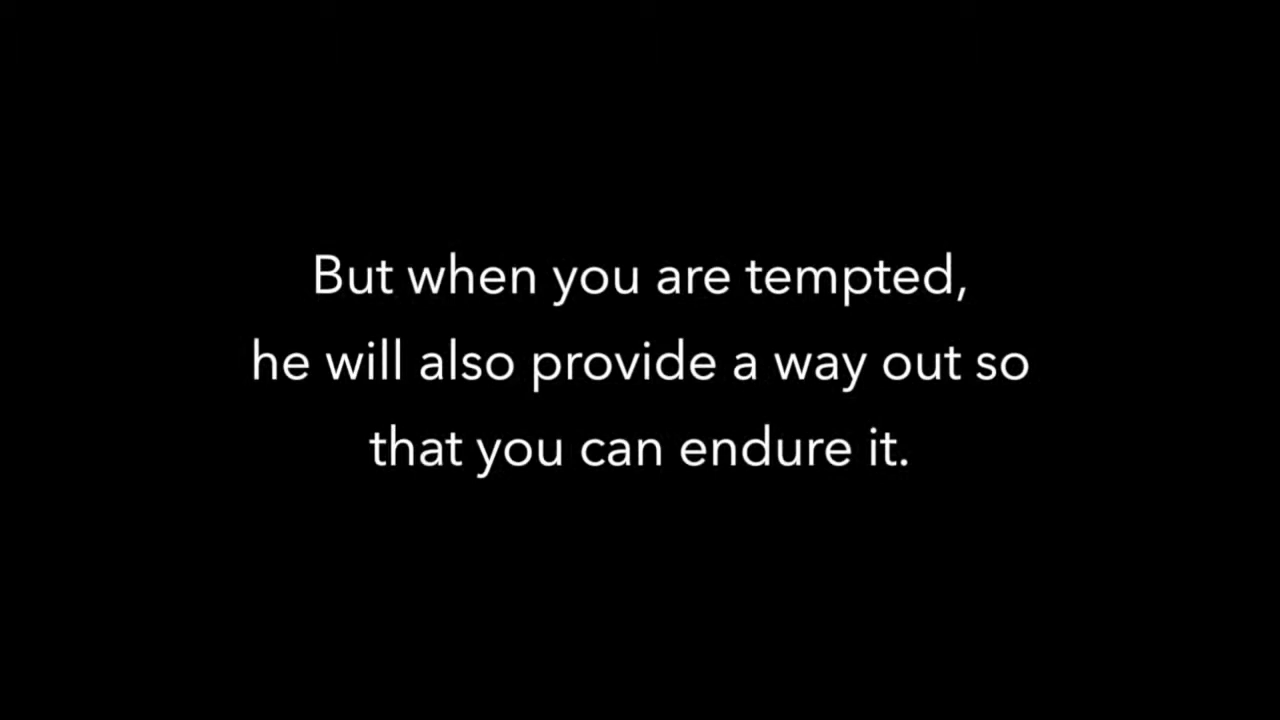 But when you are tempted,
he will also provide a way out so
that you can endure it.